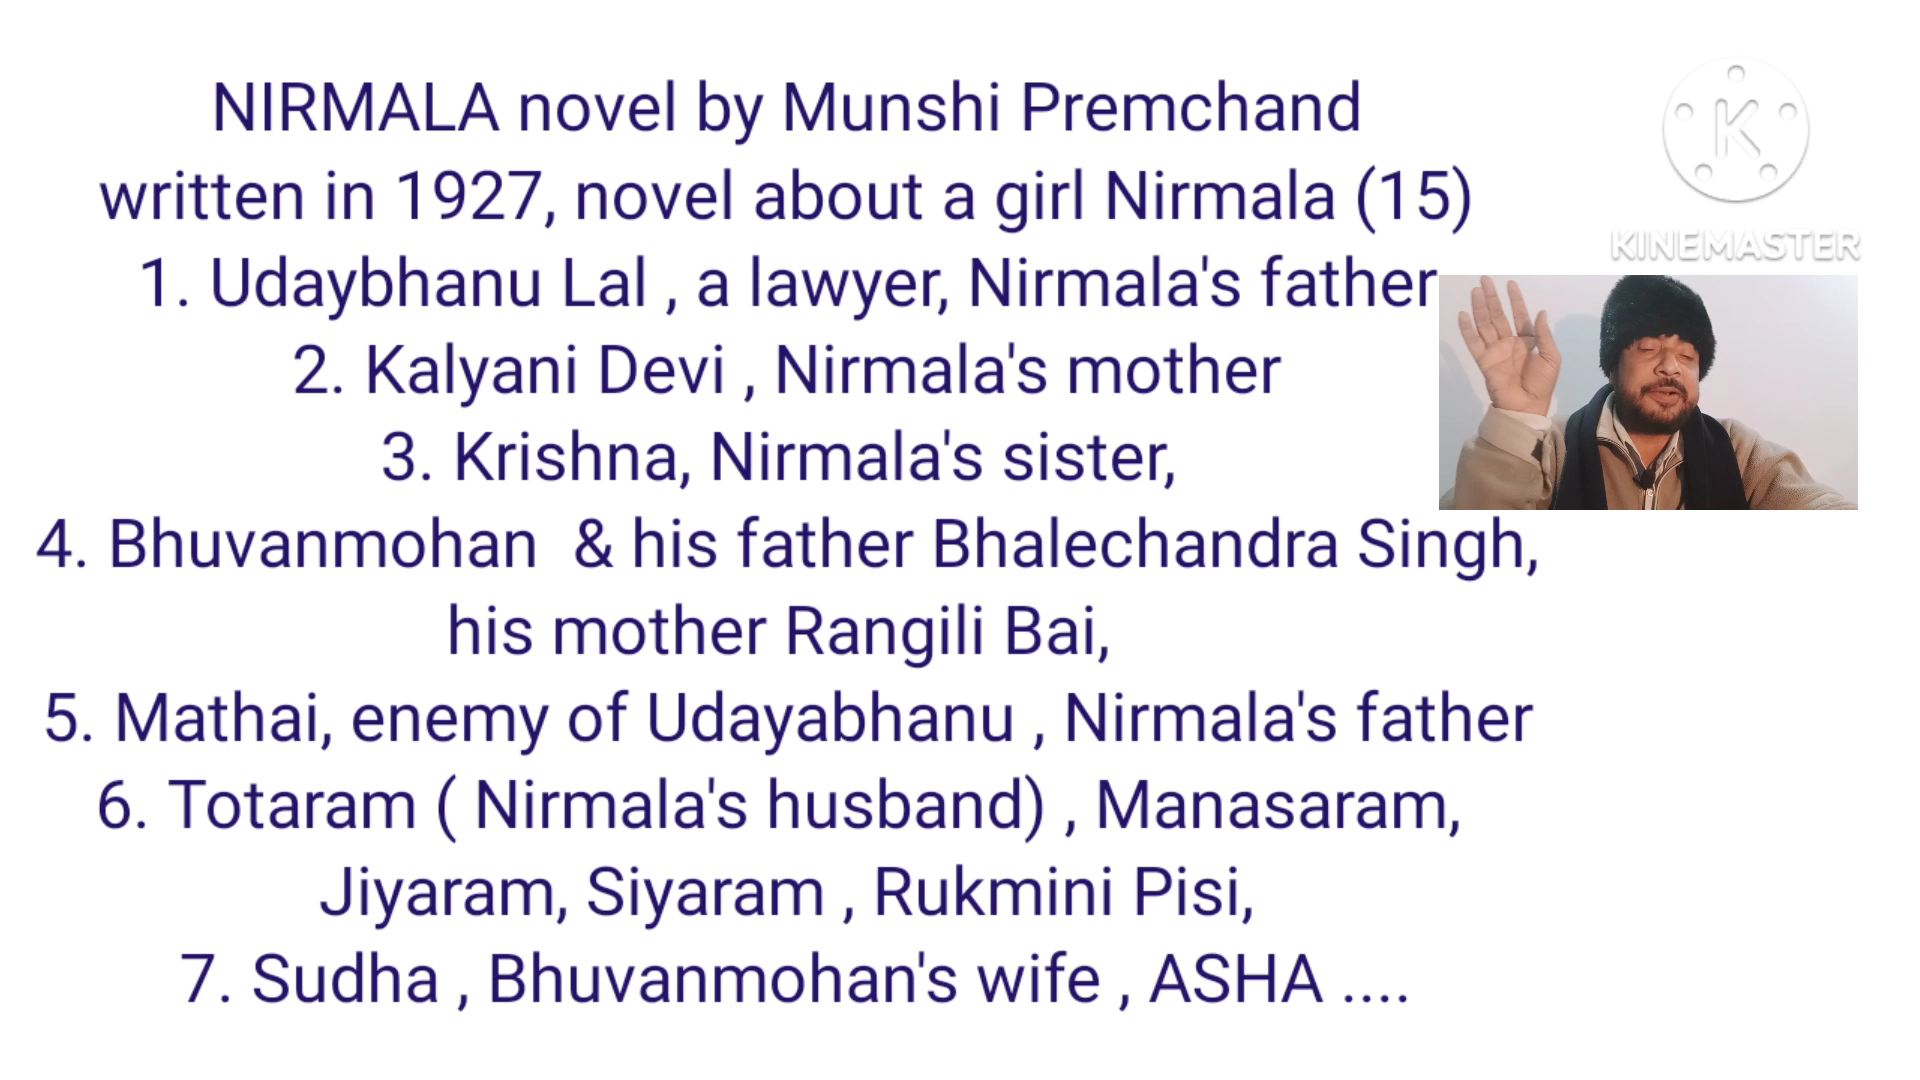 NIRMALA novel by Munshi Premchand
written in 1927, novel about a girl Nirmala (15)
1. Udaybhanu Lal , a lawyer, Nirmala's father
2. Kalyani Devi , Nirmala's mother
3. Krishna, Nirmala's sister,
4. Bhuvanmohan  & his father Bhalechandra Singh,
his mother Rangili Bai,
5. Mathai, enemy of Udayabhanu , Nirmala's father
6. Totaram ( Nirmala's husband) , Manasaram,
Jiyaram, Siyaram , Rukmini Pisi,
7. Sudha , Bhuvanmohan's wife , ASHA ....
K
KINEMASTER